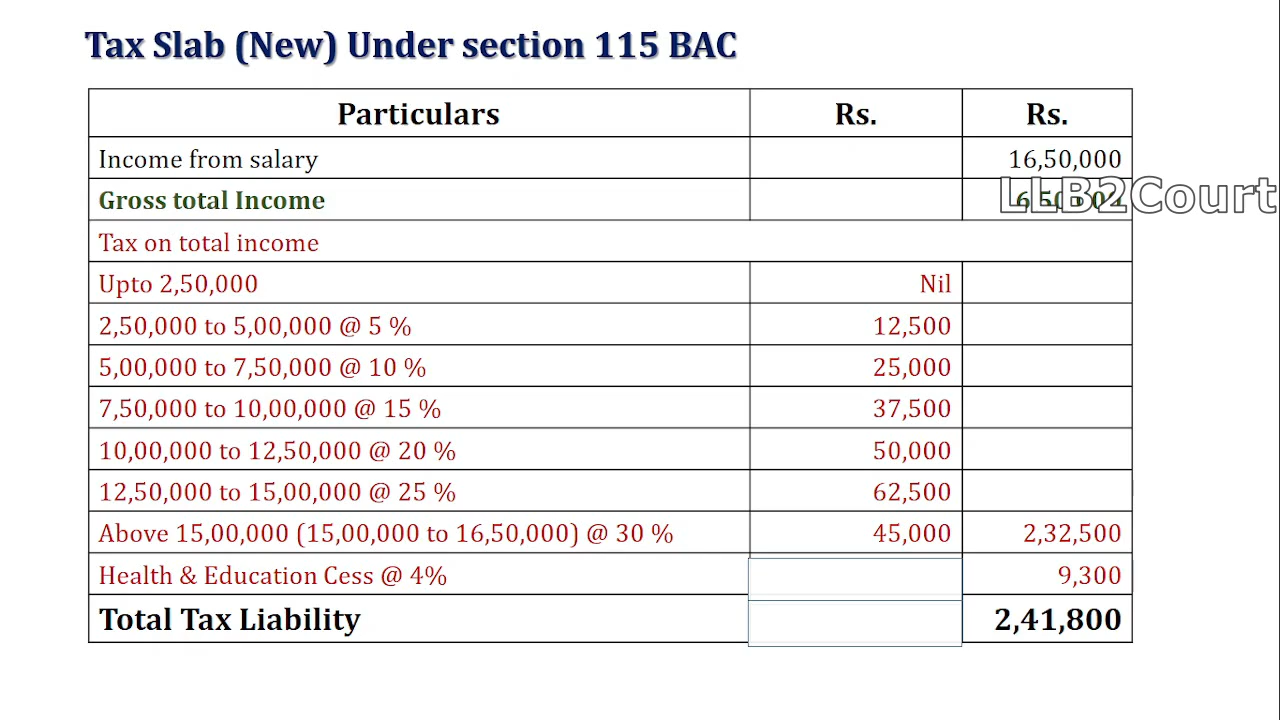 Tax Slab (New) Under section 115 BAC
Particulars Rs. Rs.
Income from salary 16,50,000
Gross total Income
LLB2Court
Tax on total income
Upto 2,50,000 Nil
2,50,000 to 5,00,000 @ 5 % 12,500
5,00,000 to 7,50,000 @ 10 % 25,000
7,50,000 to 10,00,000 @ 15 % 37,500
10,00,000 to 12,50,000 @ 20 % 50,000
12,50,000 to 15,00,000 @ 25 % 62,500
Above 15,00,000 (15,00,000 to 16,50,000) @ 30 % 45,000 2,32,500
Health & Education Cess @ 4% 9,300
Total Tax Liability 2,41,800